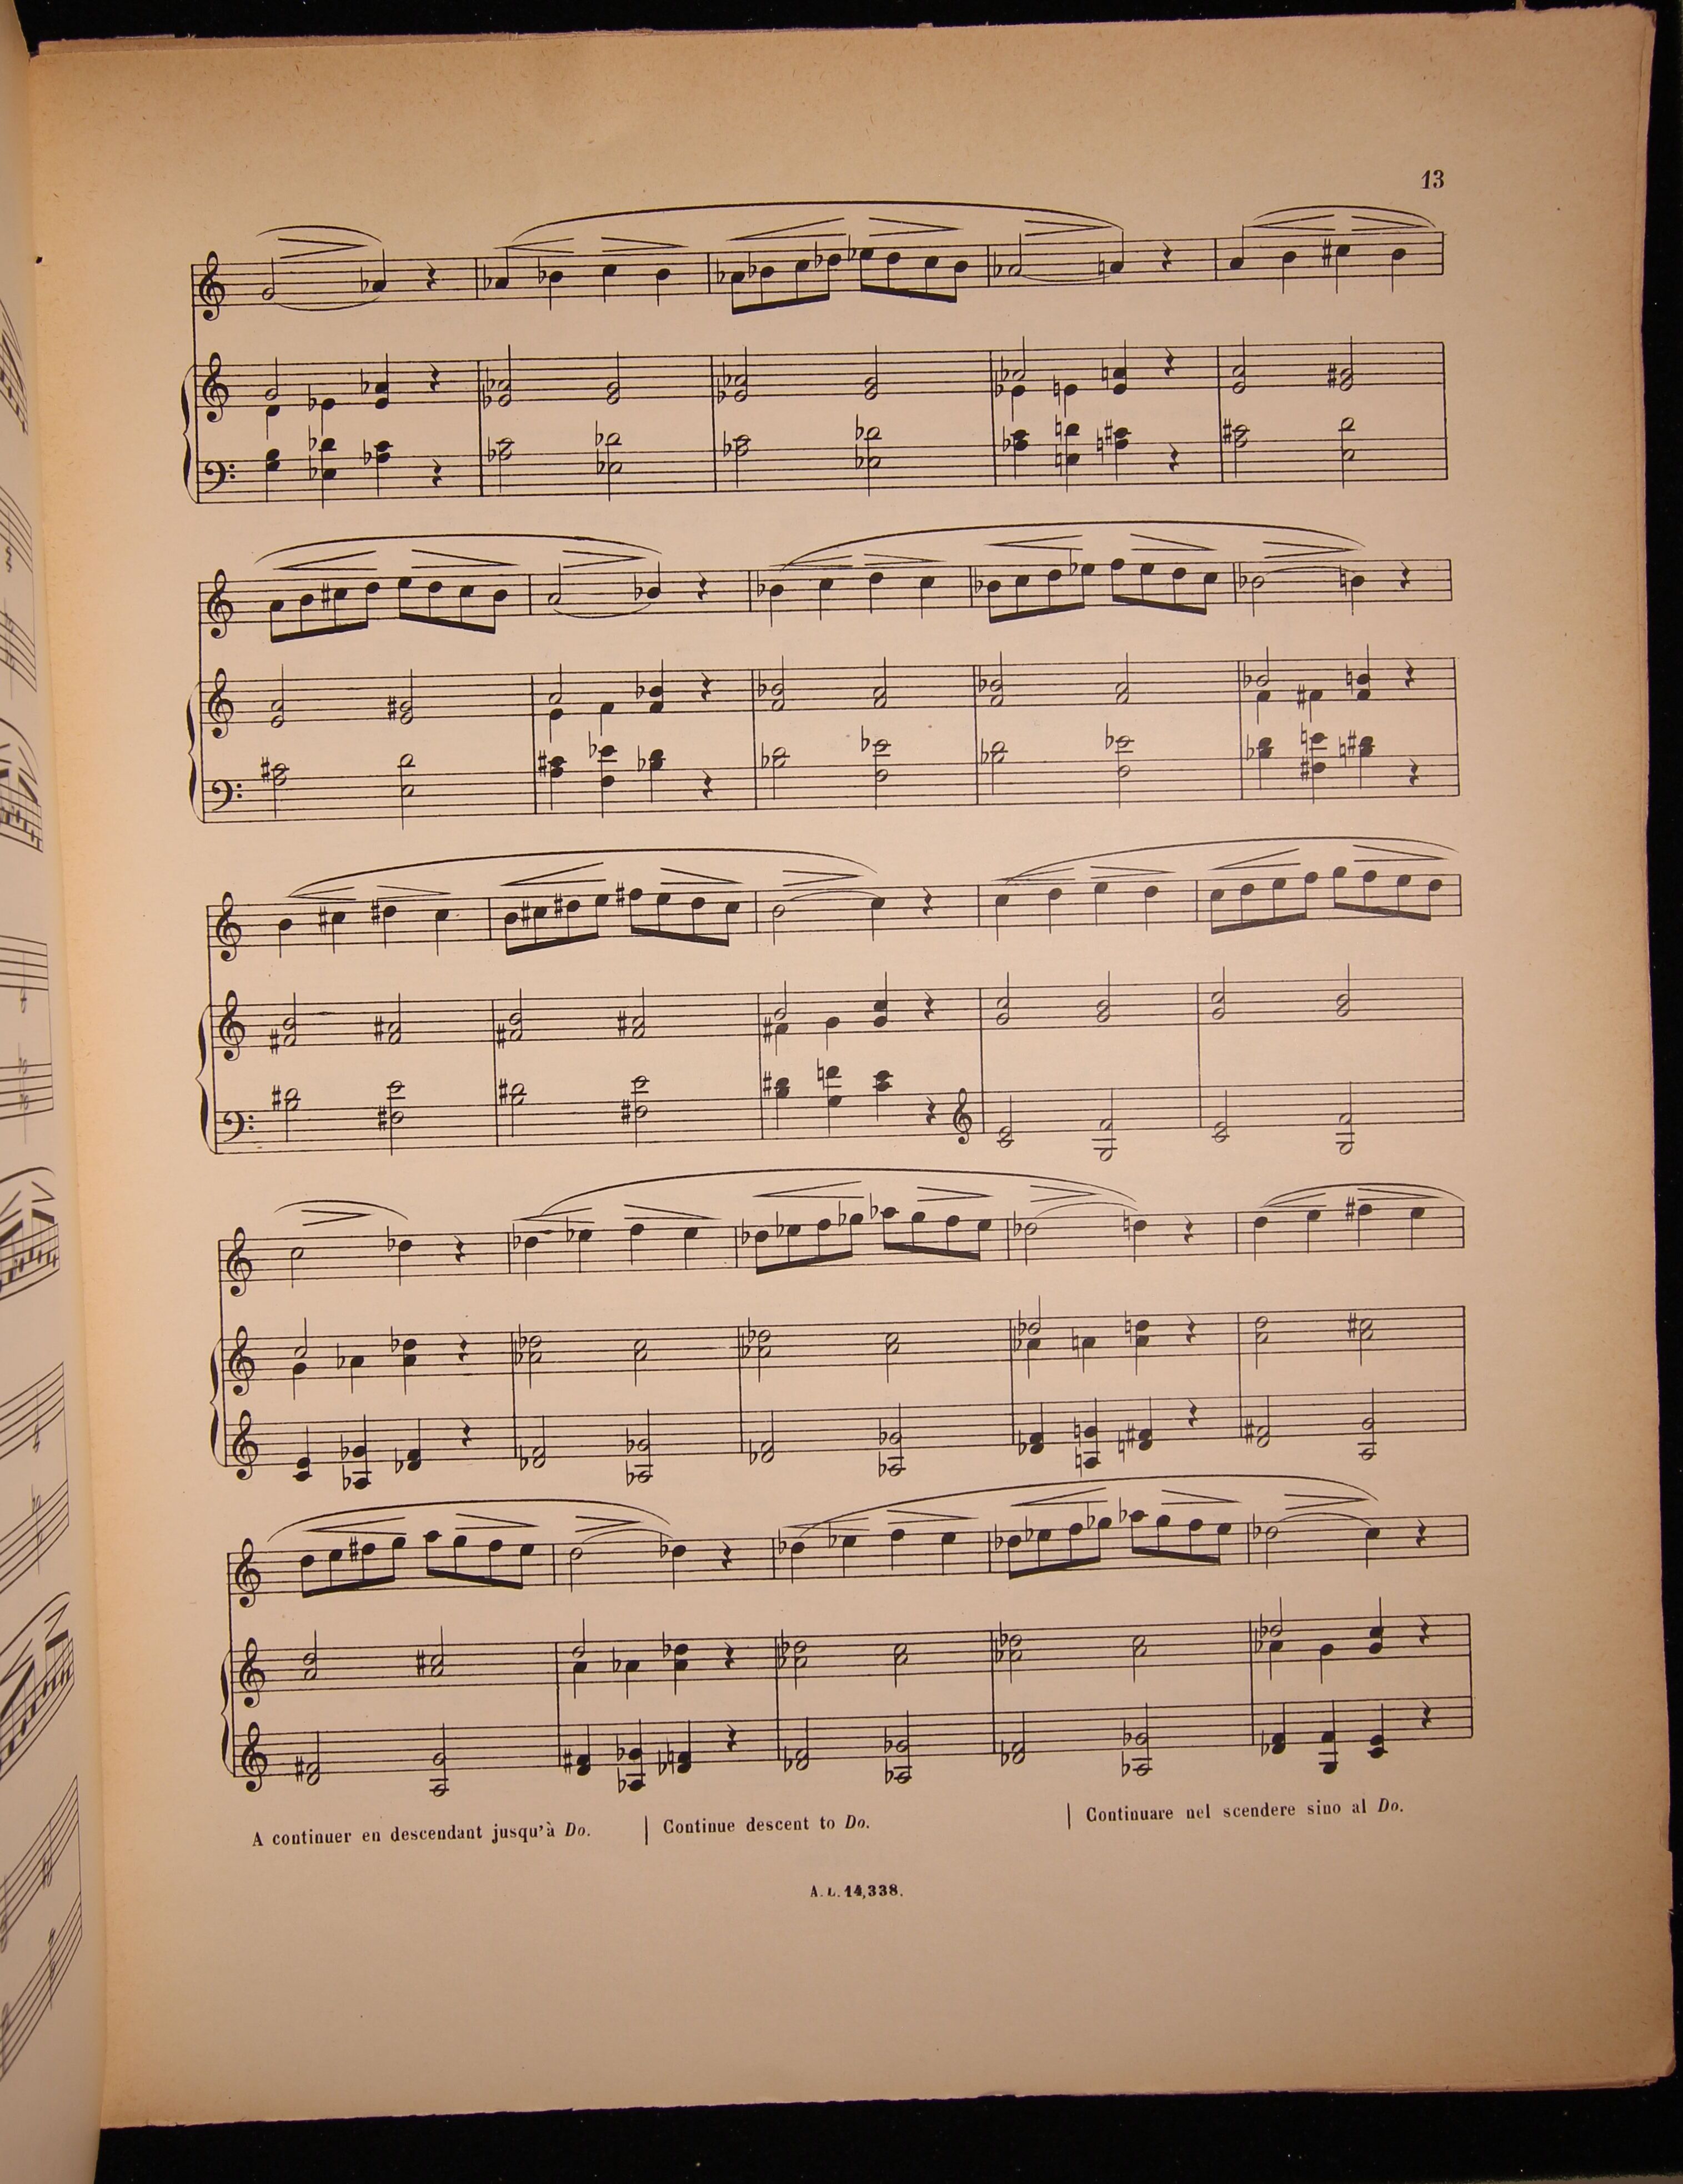 13
A continuer en descendant jusqu'à Do. | Continue descent to Do. | Continuare nel scendere sino al Do.
A. L. 14,338.